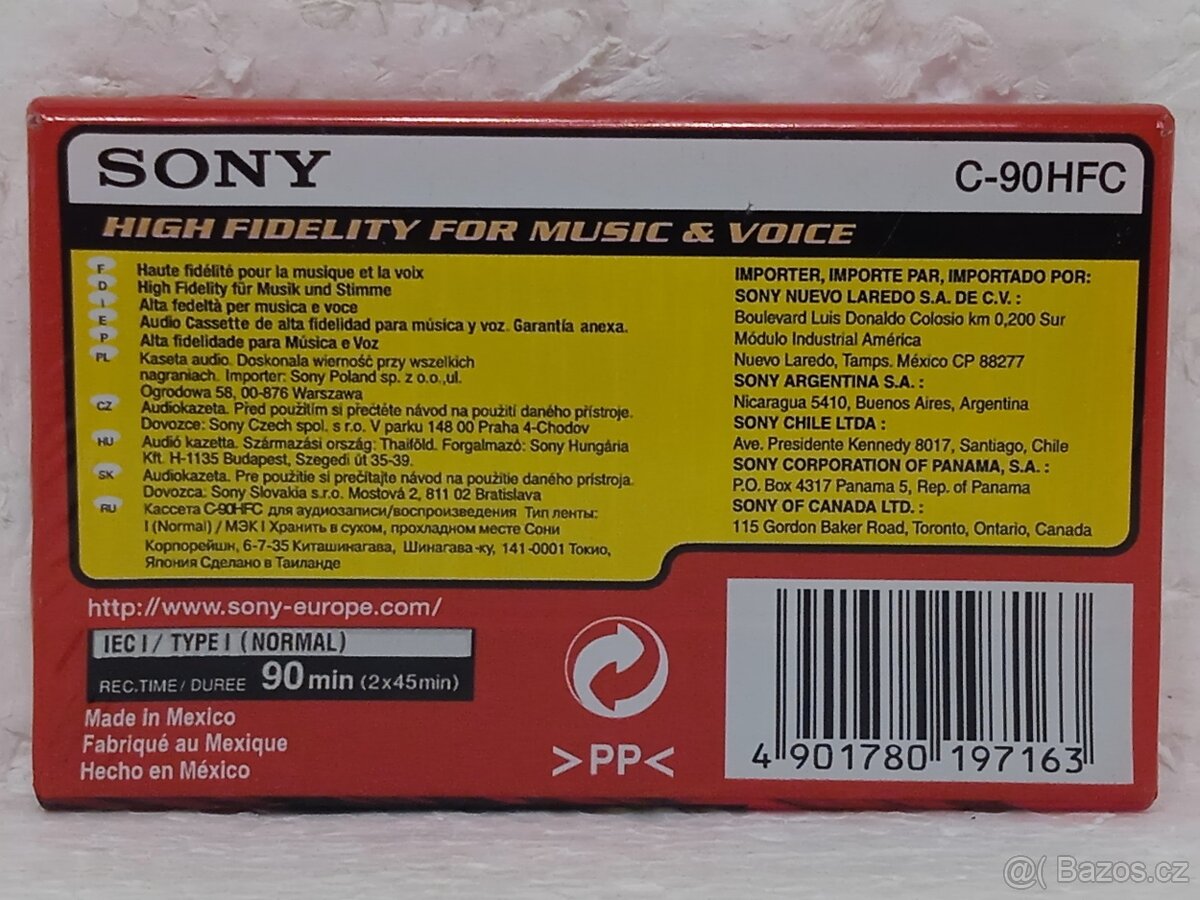 SONY
C-90HFC
HIGH FIDELITY FOR MUSIC & VOICE
F Haute fidélité pour la musique et la voix
D High Fidelity für Musik und Stimme
I Alta fedeltà per musica e voce
E Audio Cassette de alta fidelidad para música y voz. Garantía anexa.
P Alta fidelidade para Música e Voz
PL Kaseta audio. Doskonala wierność przy wszelkich
nagraniach. Importer: Sony Poland sp. z o.o.,ul.
Ogrodowa 58, 00-876 Warszawa
CZ Audiokazeta. Před použitím si přečtěte návod na použití daného přístroje.
Dovozce: Sony Czech spol. s r.o. V parku 148 00 Praha 4-Chodov
HU Audió kazetta. Származási ország: Thaiföld. Forgalmazó: Sony Hungária
Kft. H-1135 Budapest, Szegedi út 35-39.
SK Audiokazeta. Pre použitie si prečítajte návod na použitie daného prístroja.
Dovozca: Sony Slovakia s.r.o. Mostová 2, 811 02 Bratislava
RU Кассета C-90HFC для аудиозаписи/воспроизведения Тип ленты:
I (Normal) / МЭК I Хранить в сухом, прохладном месте Сони
Корпорейшн, 6-7-35 Киташинагава, Шинагава-ку, 141-0001 Токио,
Япония Сделано в Таиланде
IMPORTER, IMPORTE PAR, IMPORTADO POR:
SONY NUEVO LAREDO S.A. DE C.V. :
Boulevard Luis Donaldo Colosio km 0,200 Sur
Módulo Industrial América
Nuevo Laredo, Tamps. México CP 88277
SONY ARGENTINA S.A. :
Nicaragua 5410, Buenos Aires, Argentina
SONY CHILE LTDA :
Ave. Presidente Kennedy 8017, Santiago, Chile
SONY CORPORATION OF PANAMA, S.A. :
P.O. Box 4317 Panama 5, Rep. of Panama
SONY OF CANADA LTD. :
115 Gordon Baker Road, Toronto, Ontario, Canada
http://www.sony-europe.com/
IEC I / TYPE I (NORMAL)
REC.TIME / DUREE 90 min (2x45min)
Made in Mexico
Fabriqué au Mexique
Hecho en México
>PP<
4 901780 197163
@( Bazos.cz